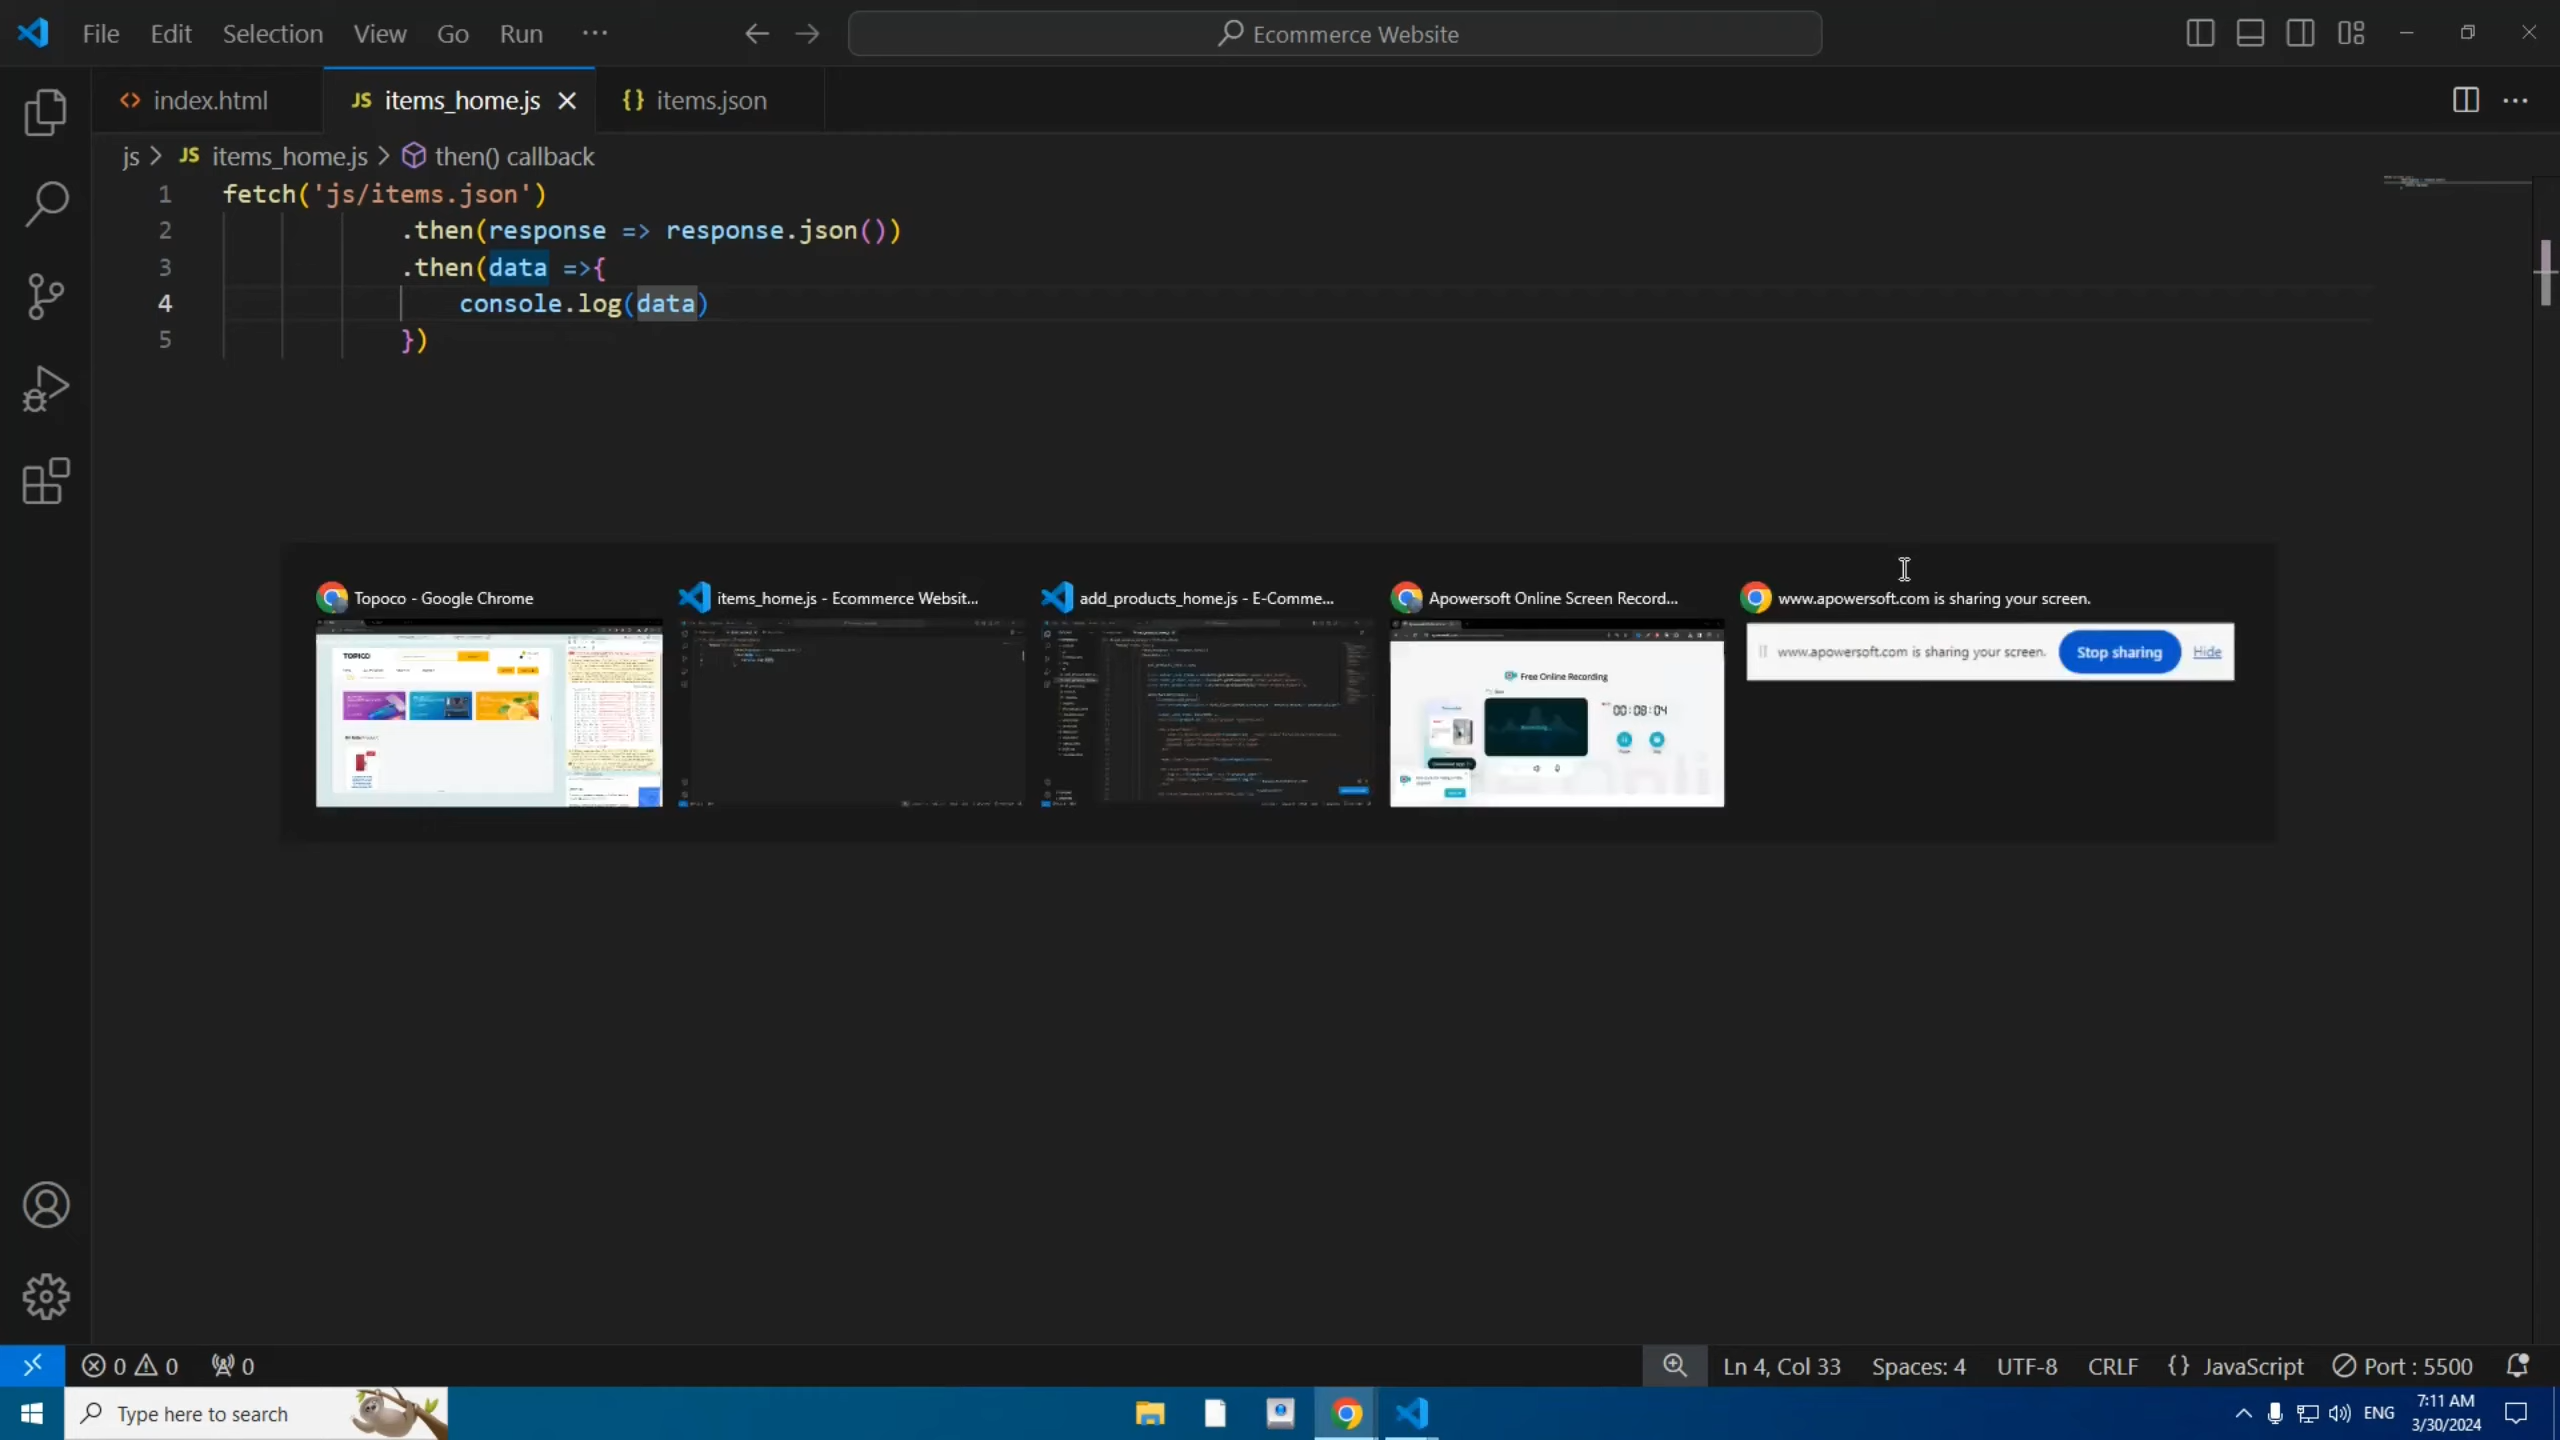 File Edit Selection View Go Run ···
Ecommerce Website
index.html
JS items_home.js
{} items.json
js > JS items_home.js > then() callback
1 fetch('js/items.json')
2 .then(response => response.json())
3 .then(data =>{
4 console.log(data)
5 })
Topoco - Google Chrome
items_home.js - Ecommerce Websit...
add_products_home.js - E-Comme...
Apowersoft Online Screen Record...
www.apowersoft.com is sharing your screen.
TOPICO
Free Online Recording
00:08:04
www.apowersoft.com is sharing your screen. Stop sharing Hide
0 0 0
Ln 4, Col 33 Spaces: 4 UTF-8 CRLF {} JavaScript Port : 5500
Type here to search
ENG
7:11 AM
3/30/2024